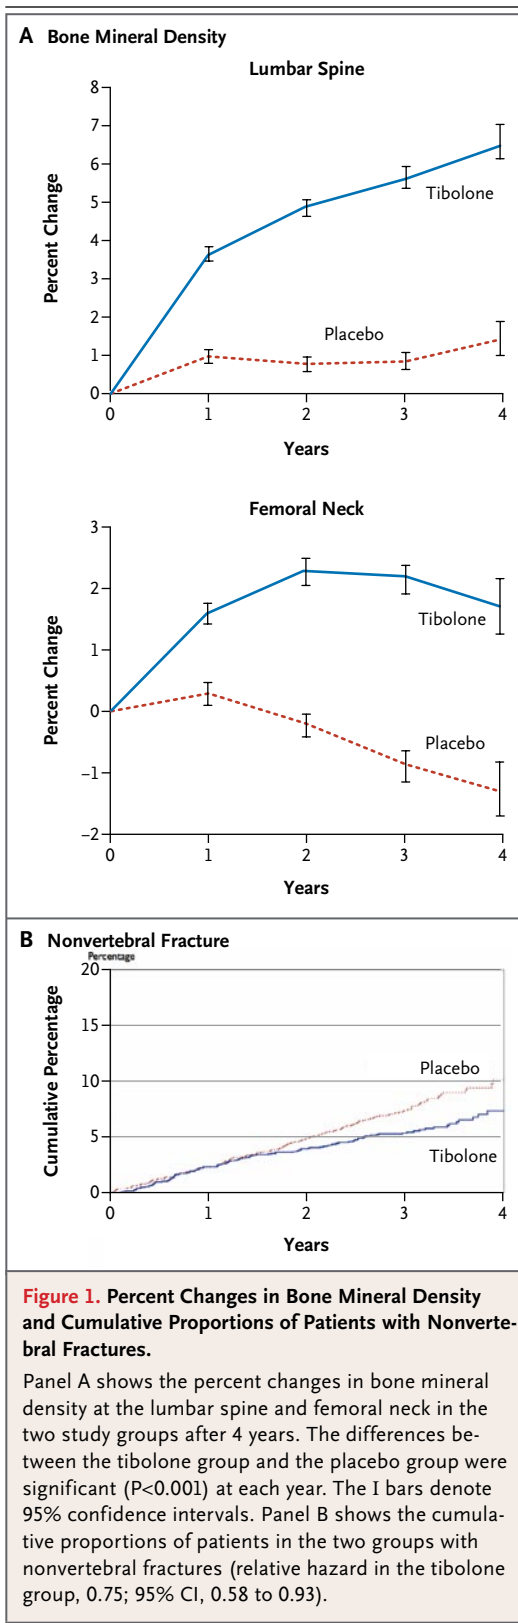 A Bone Mineral Density
Lumbar Spine
8
7
6
5
4
3
2
1
0
Percent Change
Tibolone
Placebo
0 1 2 3 4
Years
Femoral Neck
3
2
1
0
−1
−2
Percent Change
Tibolone
Placebo
0 1 2 3 4
Years
B Nonvertebral Fracture
Percentage
20
15
10
5
0
Cumulative Percentage
Placebo
Tibolone
0 1 2 3 4
Years
Figure 1. Percent Changes in Bone Mineral Density
and Cumulative Proportions of Patients with Nonverte-
bral Fractures.
Panel A shows the percent changes in bone mineral
density at the lumbar spine and femoral neck in the
two study groups after 4 years. The differences be-
tween the tibolone group and the placebo group were
significant (P<0.001) at each year. The I bars denote
95% confidence intervals. Panel B shows the cumula-
tive proportions of patients in the two groups with
nonvertebral fractures (relative hazard in the tibolone
group, 0.75; 95% CI, 0.58 to 0.93).